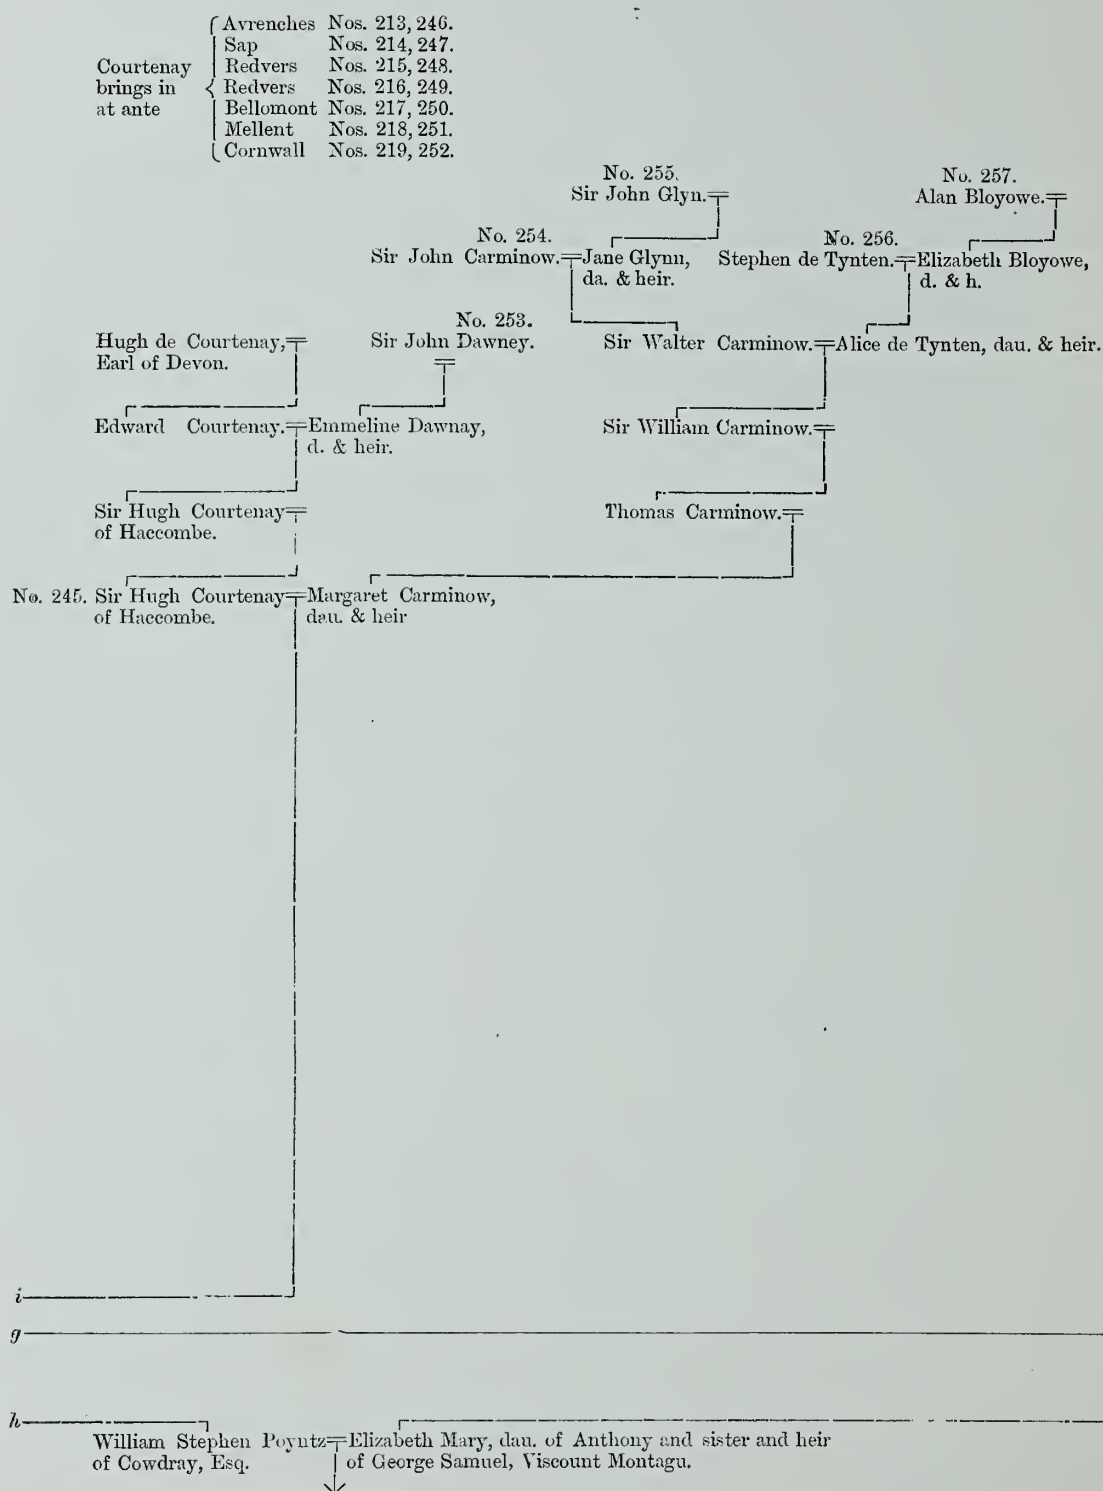 Avrenches Nos. 213, 246.
Sap Nos. 214, 247.
Courtenay Redvers Nos. 215, 248.
brings in Redvers Nos. 216, 249.
at ante Bellomont Nos. 217, 250.
Mellent Nos. 218, 251.
Cornwall Nos. 219, 252.
No. 255. No. 257.
Sir John Glyn. Alan Bloyowe.
No. 254. No. 256.
Sir John Carminow. Jane Glynn, Stephen de Tynten. Elizabeth Bloyowe,
da. & heir. d. & h.
No. 253.
Hugh de Courtenay, Sir John Dawney. Sir Walter Carminow. Alice de Tynten, dau. & heir.
Earl of Devon.
Edward Courtenay. Emmeline Dawnay, Sir William Carminow.
d. & heir.
Sir Hugh Courtenay Thomas Carminow.
of Haccombe.
No. 245. Sir Hugh Courtenay Margaret Carminow,
of Haccombe. dau. & heir
i
g
h
William Stephen Poyntz Elizabeth Mary, dau. of Anthony and sister and heir
of Cowdray, Esq. of George Samuel, Viscount Montagu.